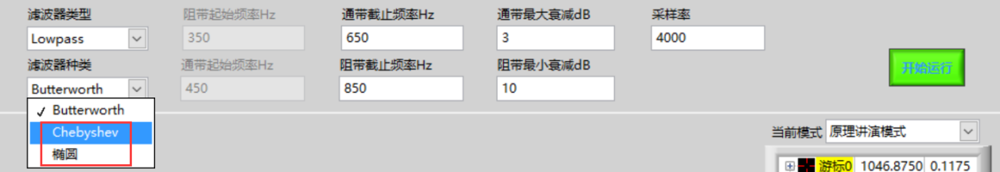 滤波器类型 阻带起始频率Hz 通带截止频率Hz 通带最大衰减dB 采样率
Lowpass 350 650 3 4000
滤波器种类 通带起始频率Hz 阻带截止频率Hz 阻带最小衰减dB
Butterworth 450 850 10 开始运行
✓ Butterworth
Chebyshev
椭圆
当前模式 原理讲演模式
游标0 1046.8750 0.1175